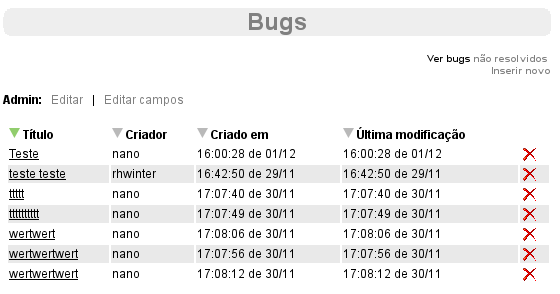 Bugs
Ver bugs não resolvidos
Inserir novo
Admin: Editar | Editar campos
Título Criador Criado em Última modificação
Teste nano 16:00:28 de 01/12 16:00:28 de 01/12
teste teste rhwinter 16:42:50 de 29/11 16:42:50 de 29/11
ttttt nano 17:07:40 de 30/11 17:07:40 de 30/11
tttttttttt nano 17:07:49 de 30/11 17:07:49 de 30/11
wertwert nano 17:08:06 de 30/11 17:08:06 de 30/11
wertwertwert nano 17:07:56 de 30/11 17:07:56 de 30/11
wertwertwert nano 17:08:12 de 30/11 17:08:12 de 30/11